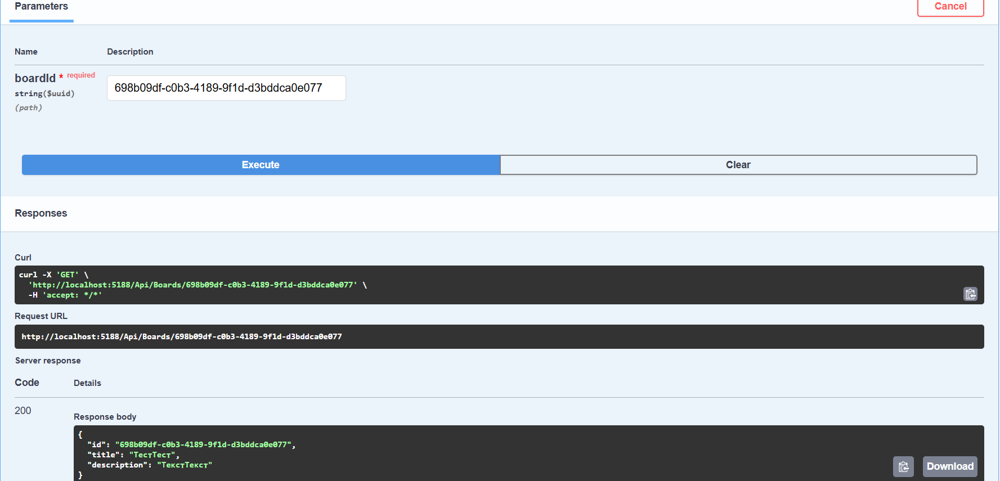 Parameters
Cancel
Name Description
boardId * required
string($uuid)
(path)
698b09df-c0b3-4189-9f1d-d3bddca0e077
Execute Clear
Responses
Curl
curl -X 'GET' \
'http://localhost:5188/Api/Boards/698b09df-c0b3-4189-9f1d-d3bddca0e077' \
-H 'accept: */*'
Request URL
http://localhost:5188/Api/Boards/698b09df-c0b3-4189-9f1d-d3bddca0e077
Server response
Code Details
200
Response body
{
"id": "698b09df-c0b3-4189-9f1d-d3bddca0e077",
"title": "ТестТест",
"description": "ТекстТекст"
}
Download